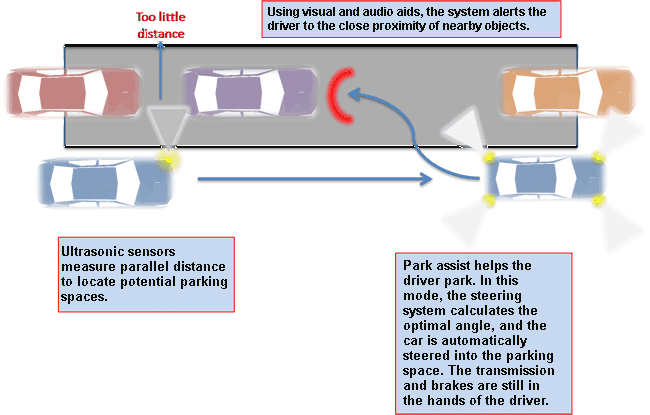 Too little
distance
Using visual and audio aids, the system alerts the
driver to the close proximity of nearby objects.
Ultrasonic sensors
measure parallel distance
to locate potential parking
spaces.
Park assist helps the
driver park. In this
mode, the steering
system calculates the
optimal angle, and the
car is automatically
steered into the parking
space. The transmission
and brakes are still in
the hands of the driver.